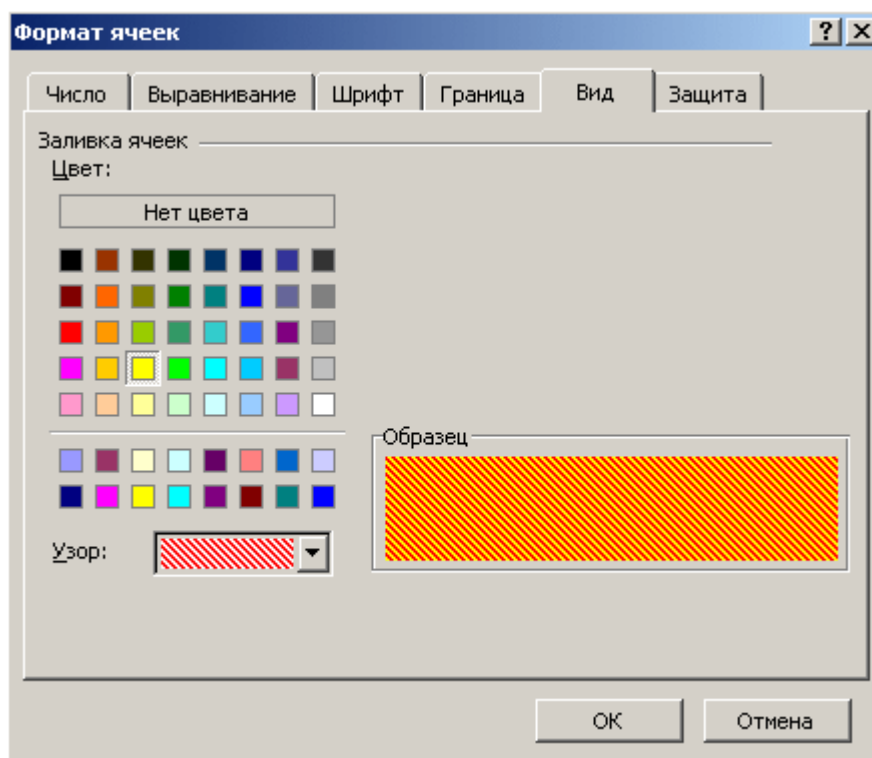 Формат ячеек
Число Выравнивание Шрифт Граница Вид Защита
Заливка ячеек
Цвет:
Нет цвета
Образец
Узор:
ОК Отмена